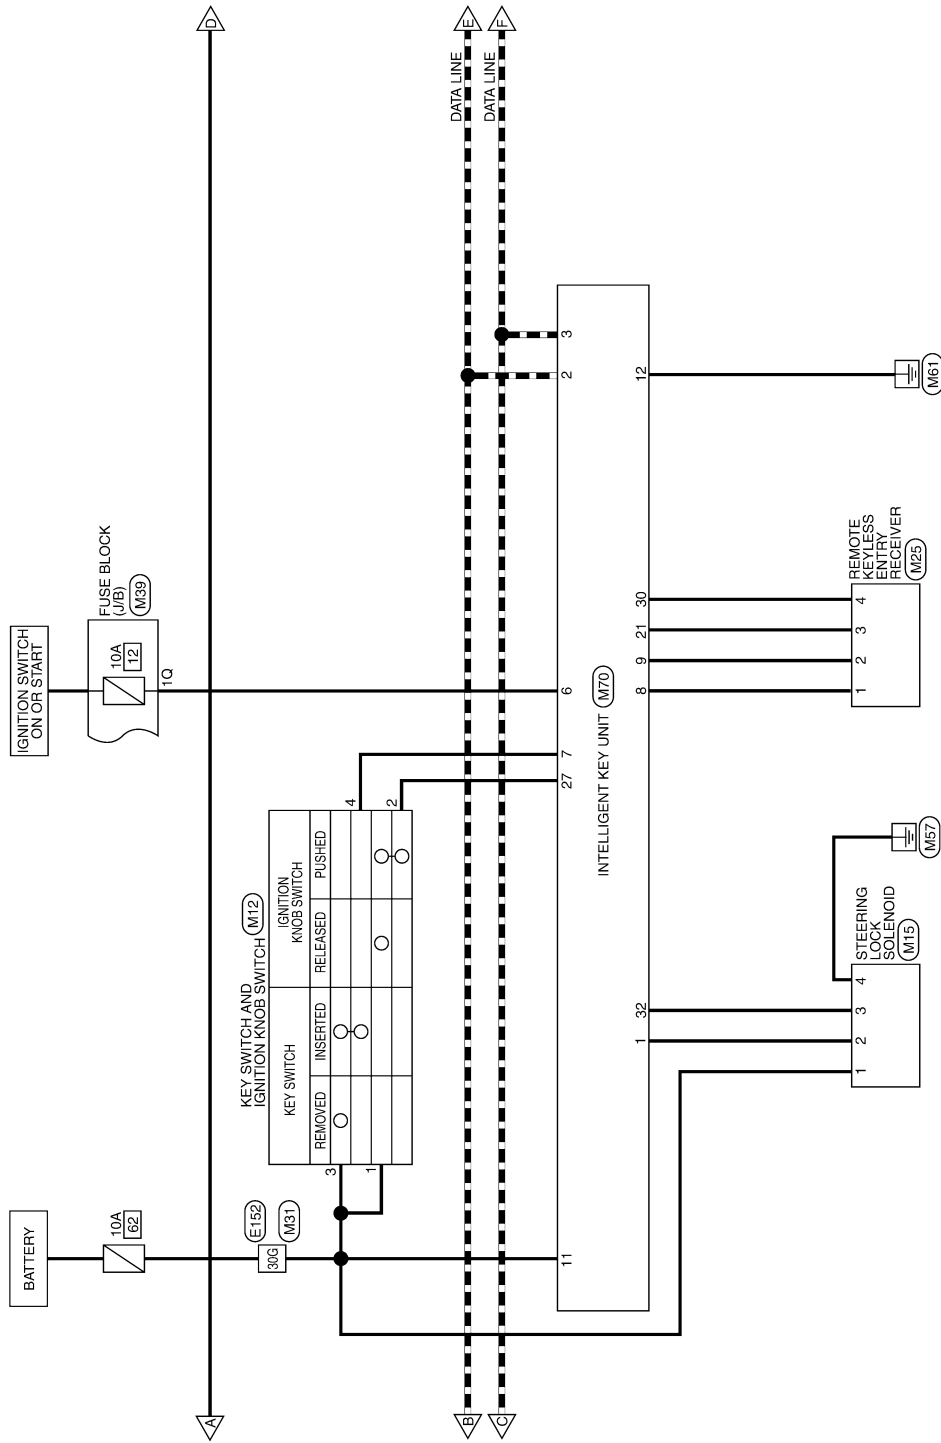 BATTERY
10A
62
E152
M31
30G
IGNITION SWITCH
ON OR START
10A
12
FUSE BLOCK
(J/B)
M39
1Q
A
D
KEY SWITCH AND
IGNITION KNOB SWITCH
M12
KEY SWITCH
IGNITION
KNOB SWITCH
REMOVED
INSERTED
RELEASED
PUSHED
3
1
4
2
B
DATA LINE
E
C
DATA LINE
F
11
27
7
6
2
3
INTELLIGENT KEY UNIT
M70
1
32
8
9
21
30
12
1
2
3
4
STEERING
LOCK
SOLENOID
M15
M57
1
2
3
4
REMOTE
KEYLESS
ENTRY
RECEIVER
M25
M61